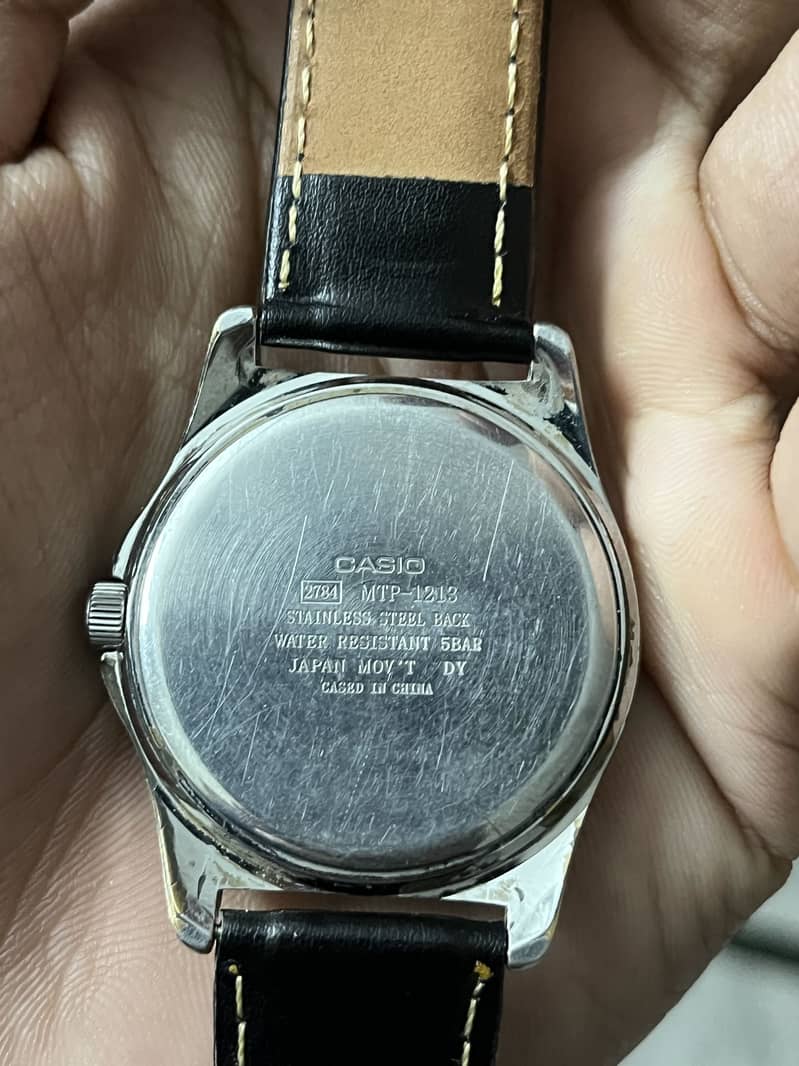 CASIO
2784 MTP-1213
STAINLESS STEEL BACK
WATER RESISTANT 5BAR
JAPAN MOV'T DY
CASED IN CHINA